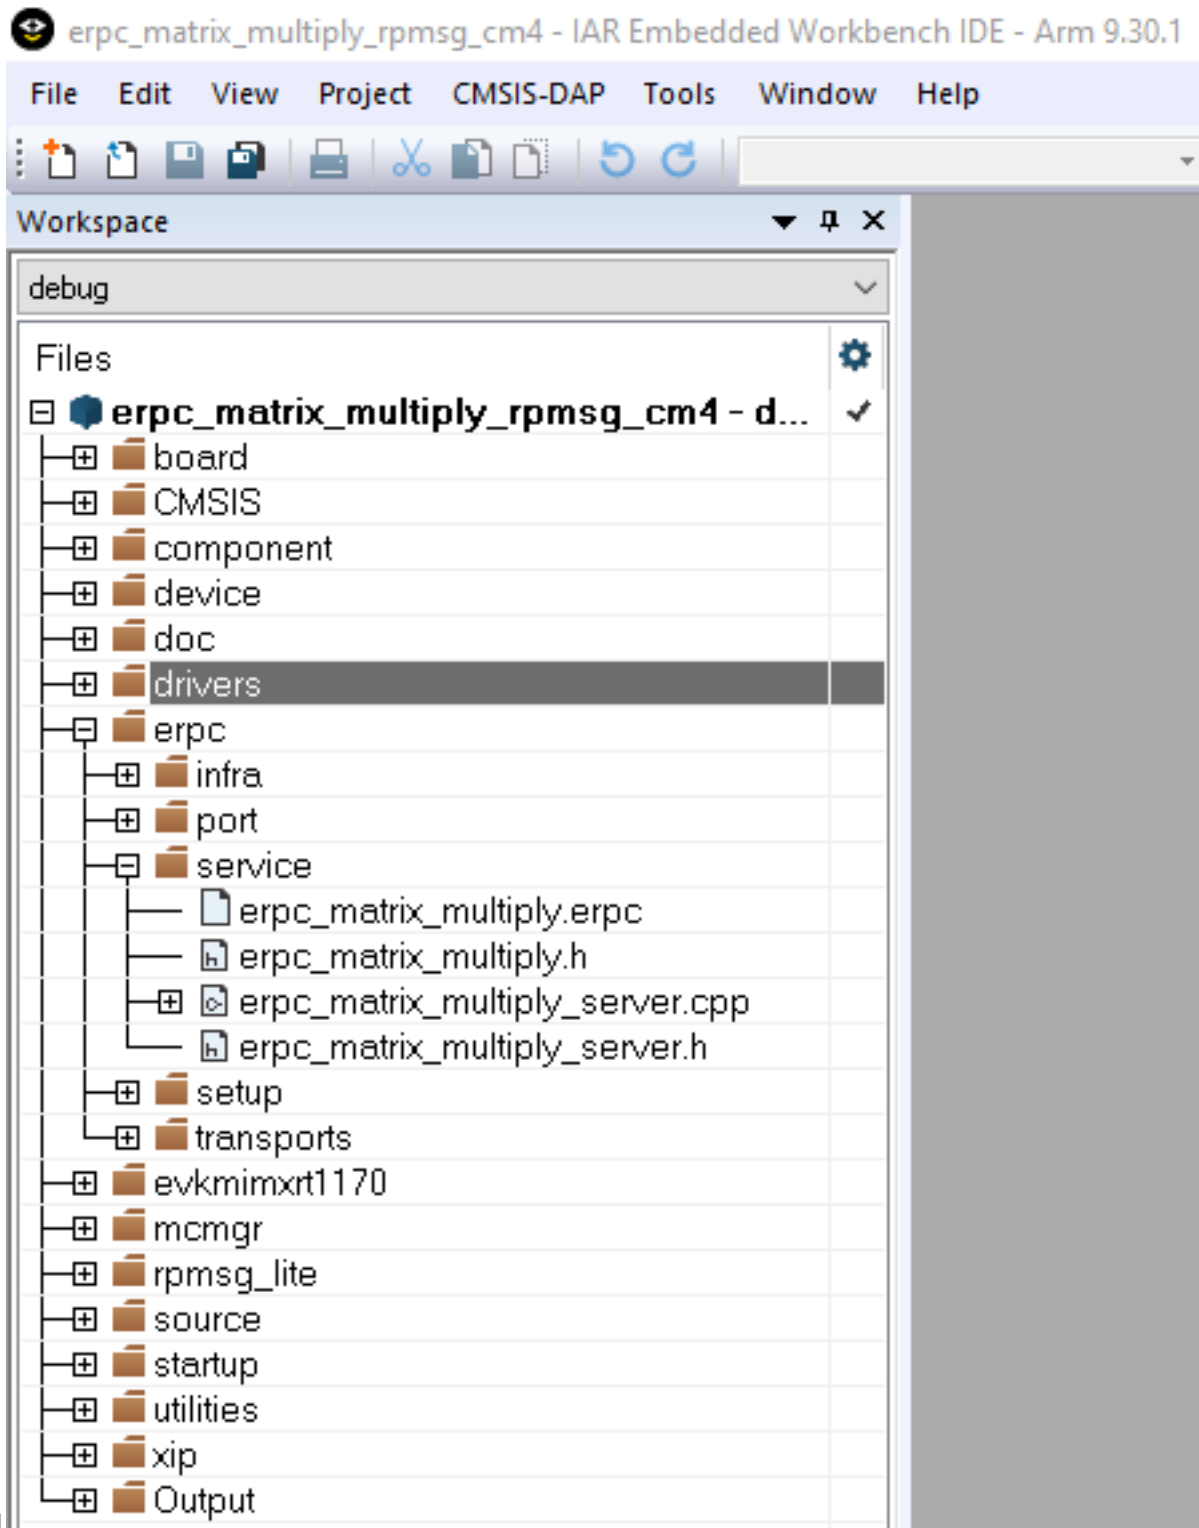 erpc_matrix_multiply_rpmsg_cm4 - IAR Embedded Workbench IDE - Arm 9.30.1
File Edit View Project CMSIS-DAP Tools Window Help
Workspace
debug
Files
erpc_matrix_multiply_rpmsg_cm4 - d...
board
CMSIS
component
device
doc
drivers
erpc
infra
port
service
erpc_matrix_multiply.erpc
erpc_matrix_multiply.h
erpc_matrix_multiply_server.cpp
erpc_matrix_multiply_server.h
setup
transports
evkmimxrt1170
mcmgr
rpmsg_lite
source
startup
utilities
xip
Output